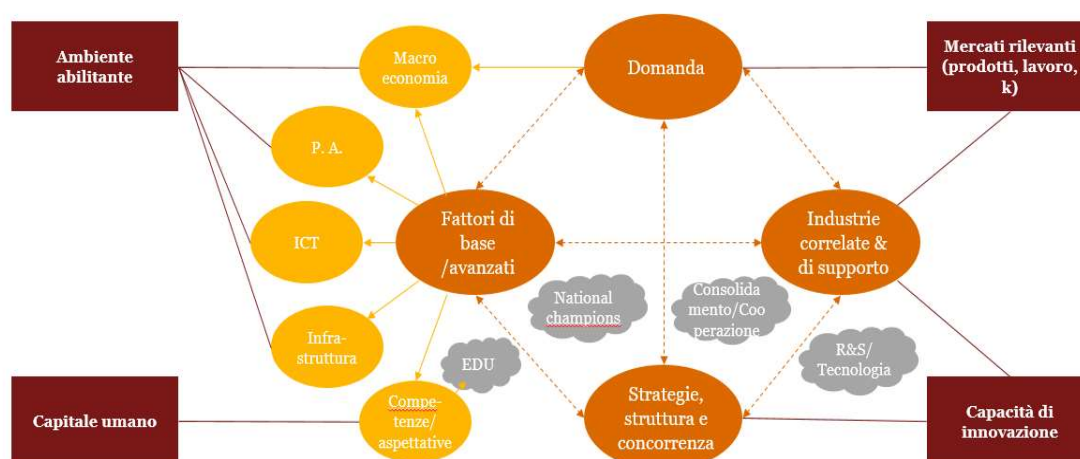 Ambiente
abilitante
Macro
economia
Domanda
Mercati rilevanti
(prodotti, lavoro,
k)
P. A.
ICT
Fattori di
base
/avanzati
Industrie
correlate &
di supporto
National
champions
Consolida
mento/Coo
perazione
Infra-
struttura
EDU
R&S/
Tecnologia
Capitale umano
Compe-
tenze/
aspettative
Strategie,
struttura e
concorrenza
Capacità di
innovazione